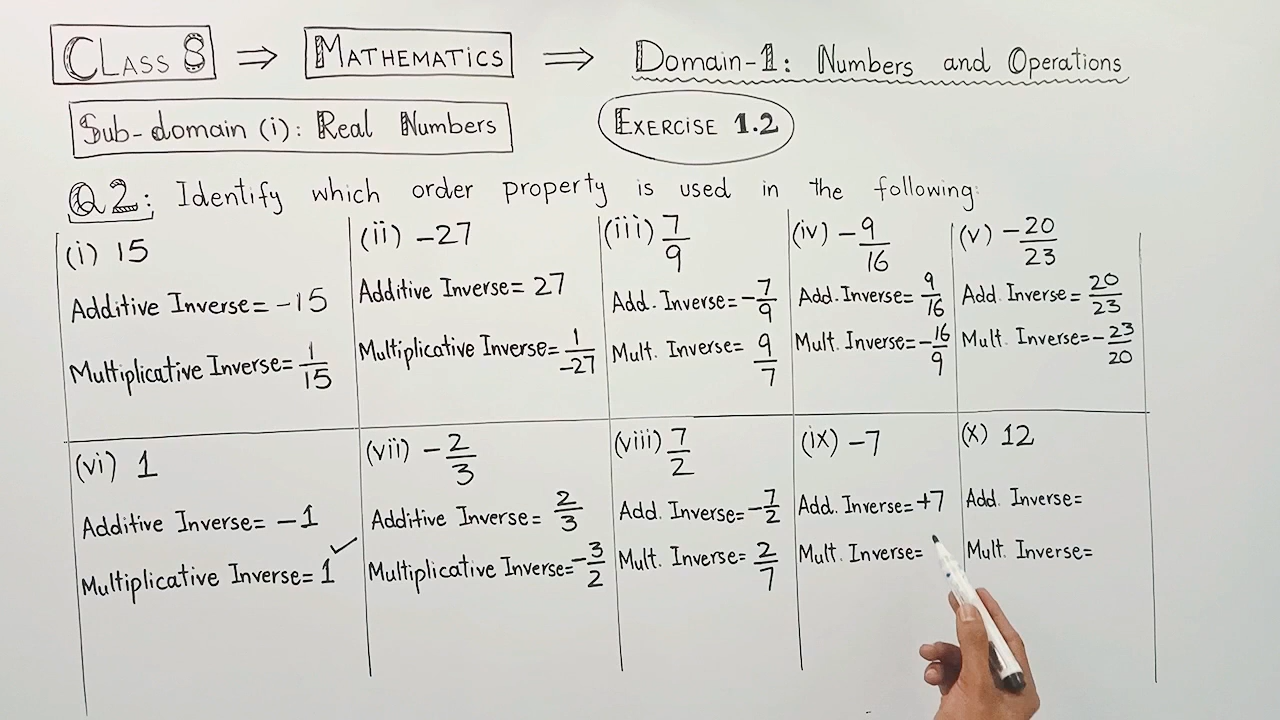 CLASS 8 ⇒ MATHEMATICS ⇒ Domain-1: Numbers and Operations
Sub-domain (i): Real Numbers EXERCISE 1.2
Q2: Identify which order property is used in the following:
(i) 15
Additive Inverse = -15
Multiplicative Inverse = 1/15
(ii) -27
Additive Inverse = 27
Multiplicative Inverse = 1/-27
(iii) 7/9
Add. Inverse = -7/9
Mult. Inverse = 9/7
(iv) -9/16
Add. Inverse = 9/16
Mult. Inverse = -16/9
(v) -20/23
Add. Inverse = 20/23
Mult. Inverse = -23/20
(vi) 1
Additive Inverse = -1
Multiplicative Inverse = 1 ✓
(vii) -2/3
Additive Inverse = 2/3
Multiplicative Inverse = -3/2
(viii) 7/2
Add. Inverse = -7/2
Mult. Inverse = 2/7
(ix) -7
Add. Inverse = +7
Mult. Inverse =
(x) 12
Add. Inverse =
Mult. Inverse =